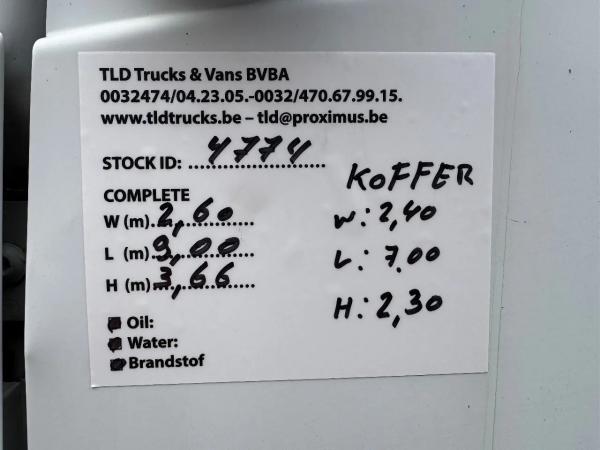 TLD Trucks & Vans BVBA
0032474/04.23.05.-0032/470.67.99.15.
www.tldtrucks.be – tld@proximus.be
STOCK ID: 4774
COMPLETE
W (m) 2,60
L (m) 9,00
H (m) 3,66
Oil:
Water:
Brandstof
KOFFER
W: 2,40
L: 7,00
H: 2,30